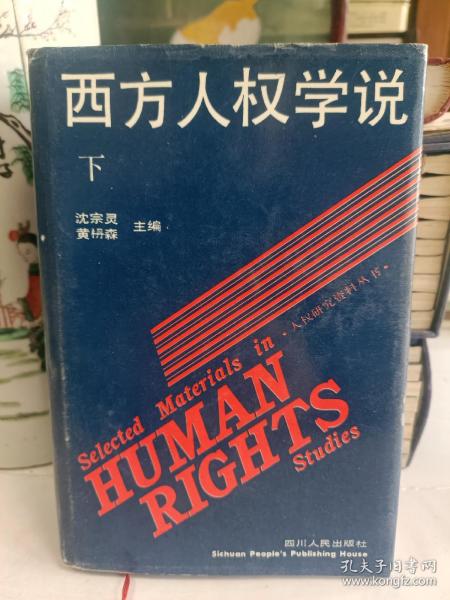 西方人权学说
下
沈宗灵
黄枬森
主编
·人权研究资料丛书·
Selected Materials in
HUMAN
RIGHTS
Studies
四川人民出版社
Sichuan People's Publishing House
孔夫子旧书网
www.kongfz.com